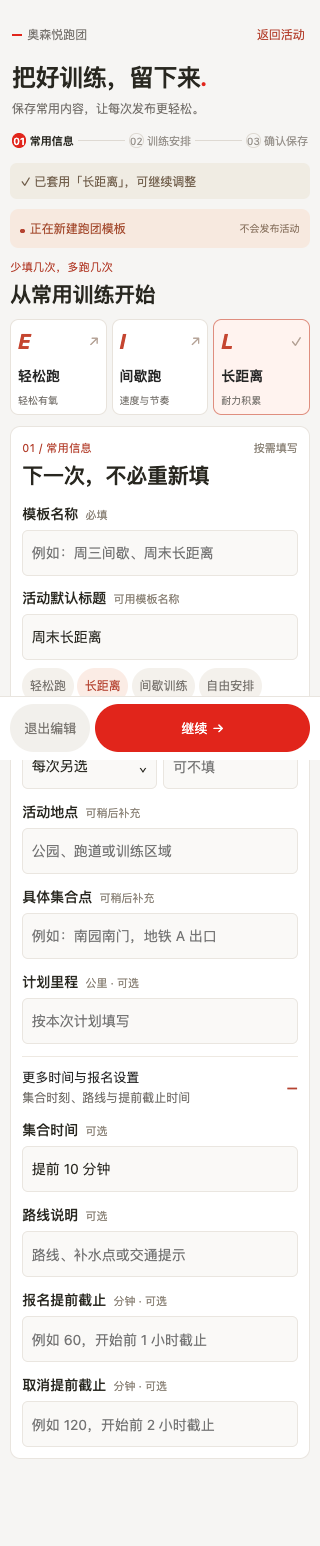 奥森悦跑团
返回活动
把好训练，留下来.
保存常用内容，让每次发布更轻松。
01 常用信息
02 训练安排
03 确认保存
✓ 已套用「长距离」，可继续调整
正在新建跑团模板
不会发布活动
少填几次，多跑几次
从常用训练开始
E ↗
轻松跑
轻松有氧
I ↗
间歇跑
速度与节奏
L ✓
长距离
耐力积累
01 / 常用信息
按需填写
下一次，不必重新填
模板名称 必填
例如：周三间歇、周末长距离
活动默认标题 可用模板名称
周末长距离
轻松跑 长距离 间歇训练 自由安排
退出编辑
继续 →
每次另选
可不填
活动地点 可稍后补充
公园、跑道或训练区域
具体集合点 可稍后补充
例如：南园南门，地铁 A 出口
计划里程 公里 · 可选
按本次计划填写
更多时间与报名设置
集合时刻、路线与提前截止时间
集合时间 可选
提前 10 分钟
路线说明 可选
路线、补水点或交通提示
报名提前截止 分钟 · 可选
例如 60，开始前 1 小时截止
取消提前截止 分钟 · 可选
例如 120，开始前 2 小时截止